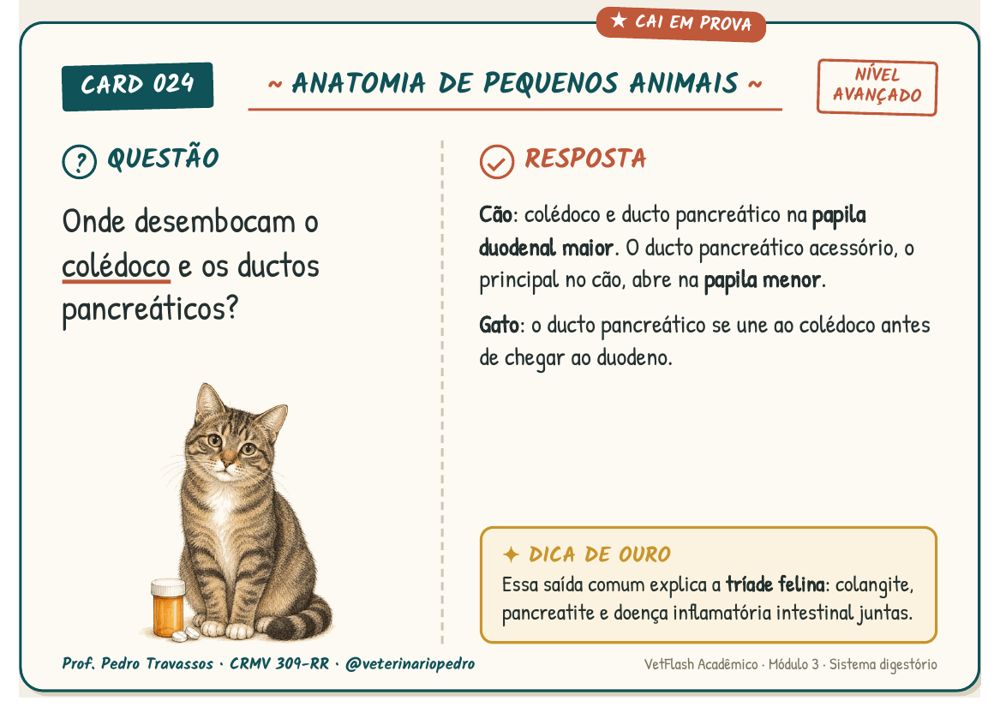 ★ CAI EM PROVA
CARD 024
~ ANATOMIA DE PEQUENOS ANIMAIS ~
NÍVEL
AVANÇADO
? QUESTÃO
Onde desembocam o
colédoco e os ductos
pancreáticos?
RESPOSTA
Cão: colédoco e ducto pancreático na papila
duodenal maior. O ducto pancreático acessório, o
principal no cão, abre na papila menor.
Gato: o ducto pancreático se une ao colédoco antes
de chegar ao duodeno.
✦ DICA DE OURO
Essa saída comum explica a tríade felina: colangite,
pancreatite e doença inflamatória intestinal juntas.
Prof. Pedro Travassos · CRMV 309-RR · @veterinariopedro
VetFlash Acadêmico · Módulo 3 · Sistema digestório